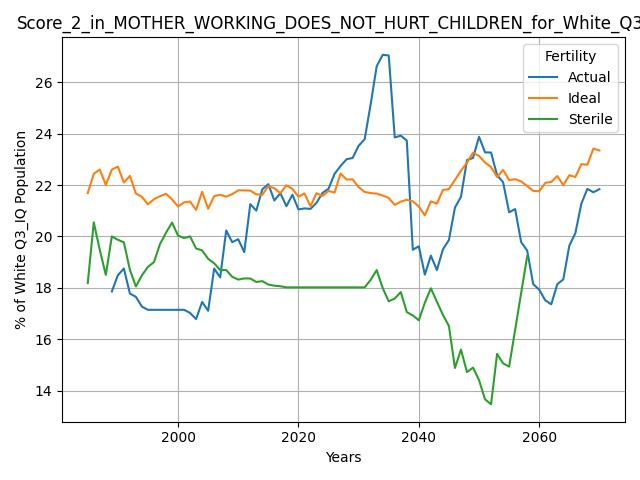 Score_2_in_MOTHER_WORKING_DOES_NOT_HURT_CHILDREN_for_White_Q3
Fertility
Actual
Ideal
Sterile
% of White Q3_IQ Population
26
24
22
20
18
16
14
2000
2020
2040
2060
Years